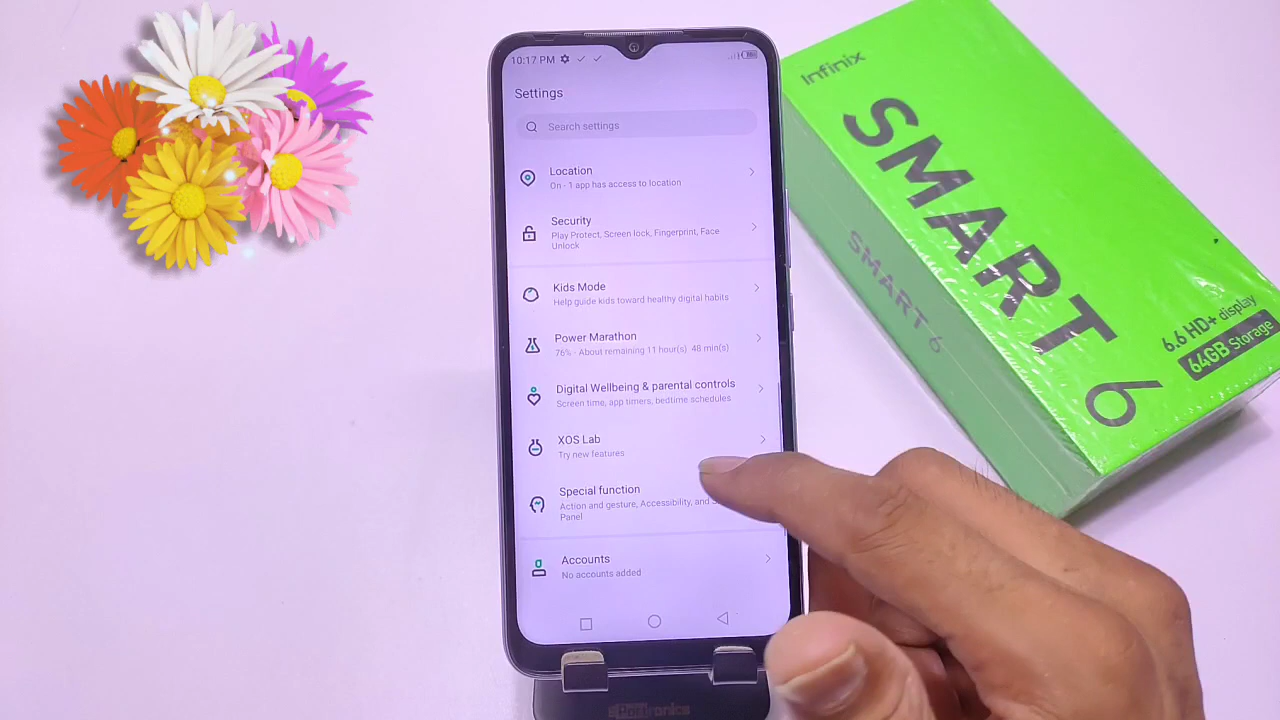 10:17 PM
Settings
Search settings
Location
On - 1 app has access to location
Security
Play Protect, Screen lock, Fingerprint, Face
Unlock
Kids Mode
Help guide kids toward healthy digital habits
Power Marathon
76% - About remaining 11 hour(s) 48 min(s)
Digital Wellbeing & parental controls
Screen time, app timers, bedtime schedules
XOS Lab
Try new features
Special function
Action and gesture, Accessibility, and
Panel
Accounts
No accounts added
Infinix
SMART 6
6.6 HD+ display
64GB Storage
SMART 6